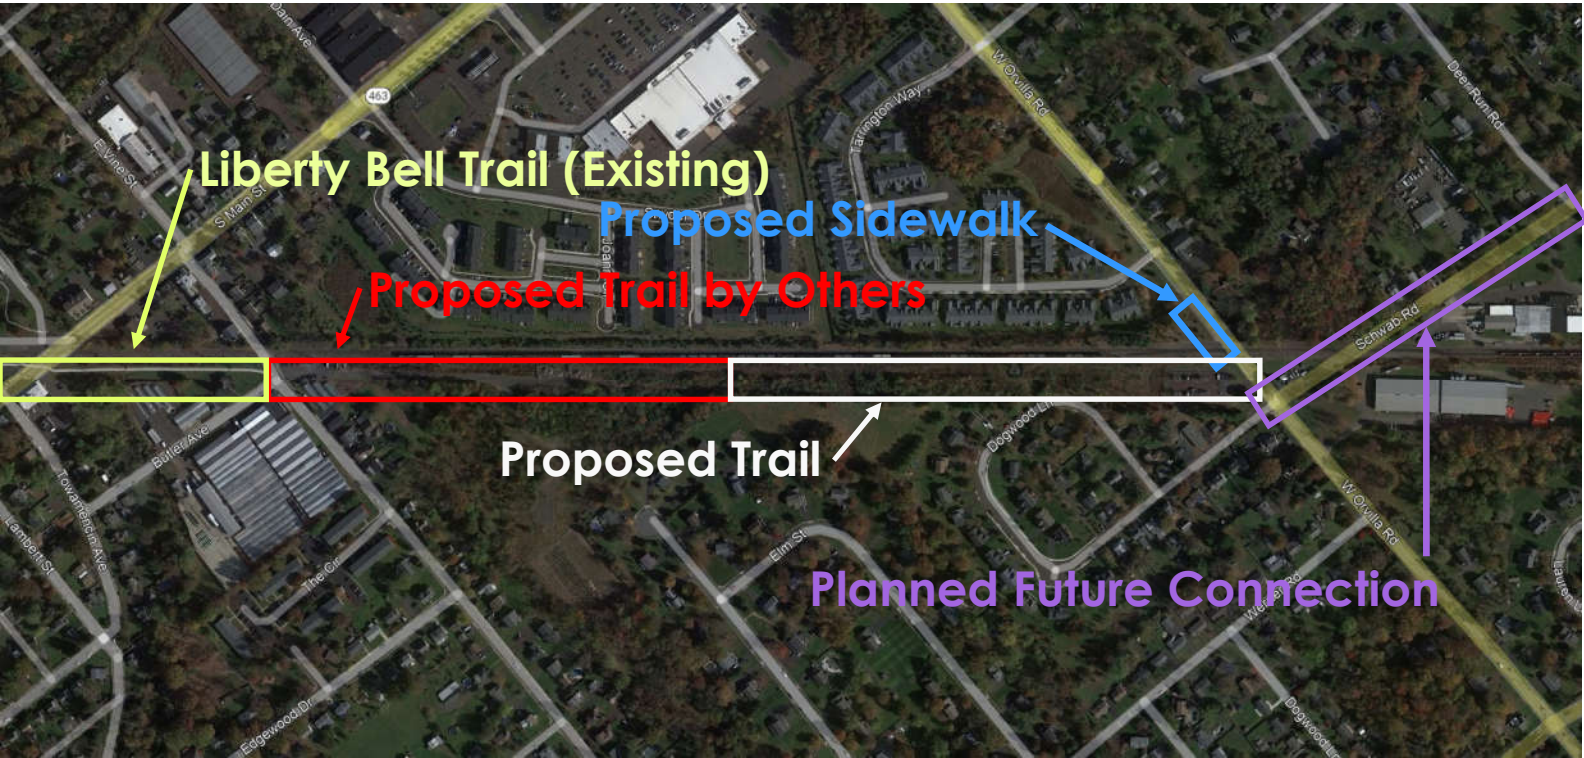 Dain Ave
463
E Vine St
S Main St
Liberty Bell Trail (Existing)
Tarrington Way
W Orvilla Rd
Deer Run Rd
Proposed Sidewalk
Proposed Trail by Others
Schwab Rd
Proposed Trail
Butler Ave
Dogwood Ln
Towamencin Ave
Lambert St
The Cir
Elm St
W Orvilla Rd
Planned Future Connection
Edgewood Dr
Dogwood Ln